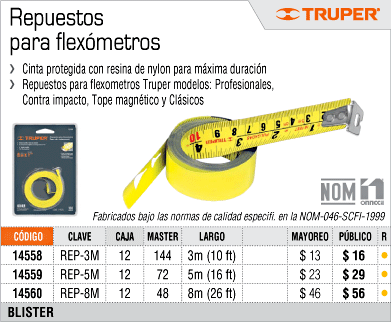 Repuestos
para flexómetros
TRUPER®
Cinta protegida con resina de nylon para máxima duración
Repuestos para flexometros Truper modelos: Profesionales,
Contra impacto, Tope magnético y Clásicos
TRUPER
NOM
Fabricados bajo las normas de calidad especifi. en la NOM-046-SCFI-1999
CÓDIGO CLAVE CAJA MASTER LARGO MAYOREO PÚBLICO R
14558 REP-3M 12 144 3m (10 ft) $ 13 $ 16
14559 REP-5M 12 72 5m (16 ft) $ 23 $ 29
14560 REP-8M 12 48 8m (26 ft) $ 46 $ 56
BLISTER